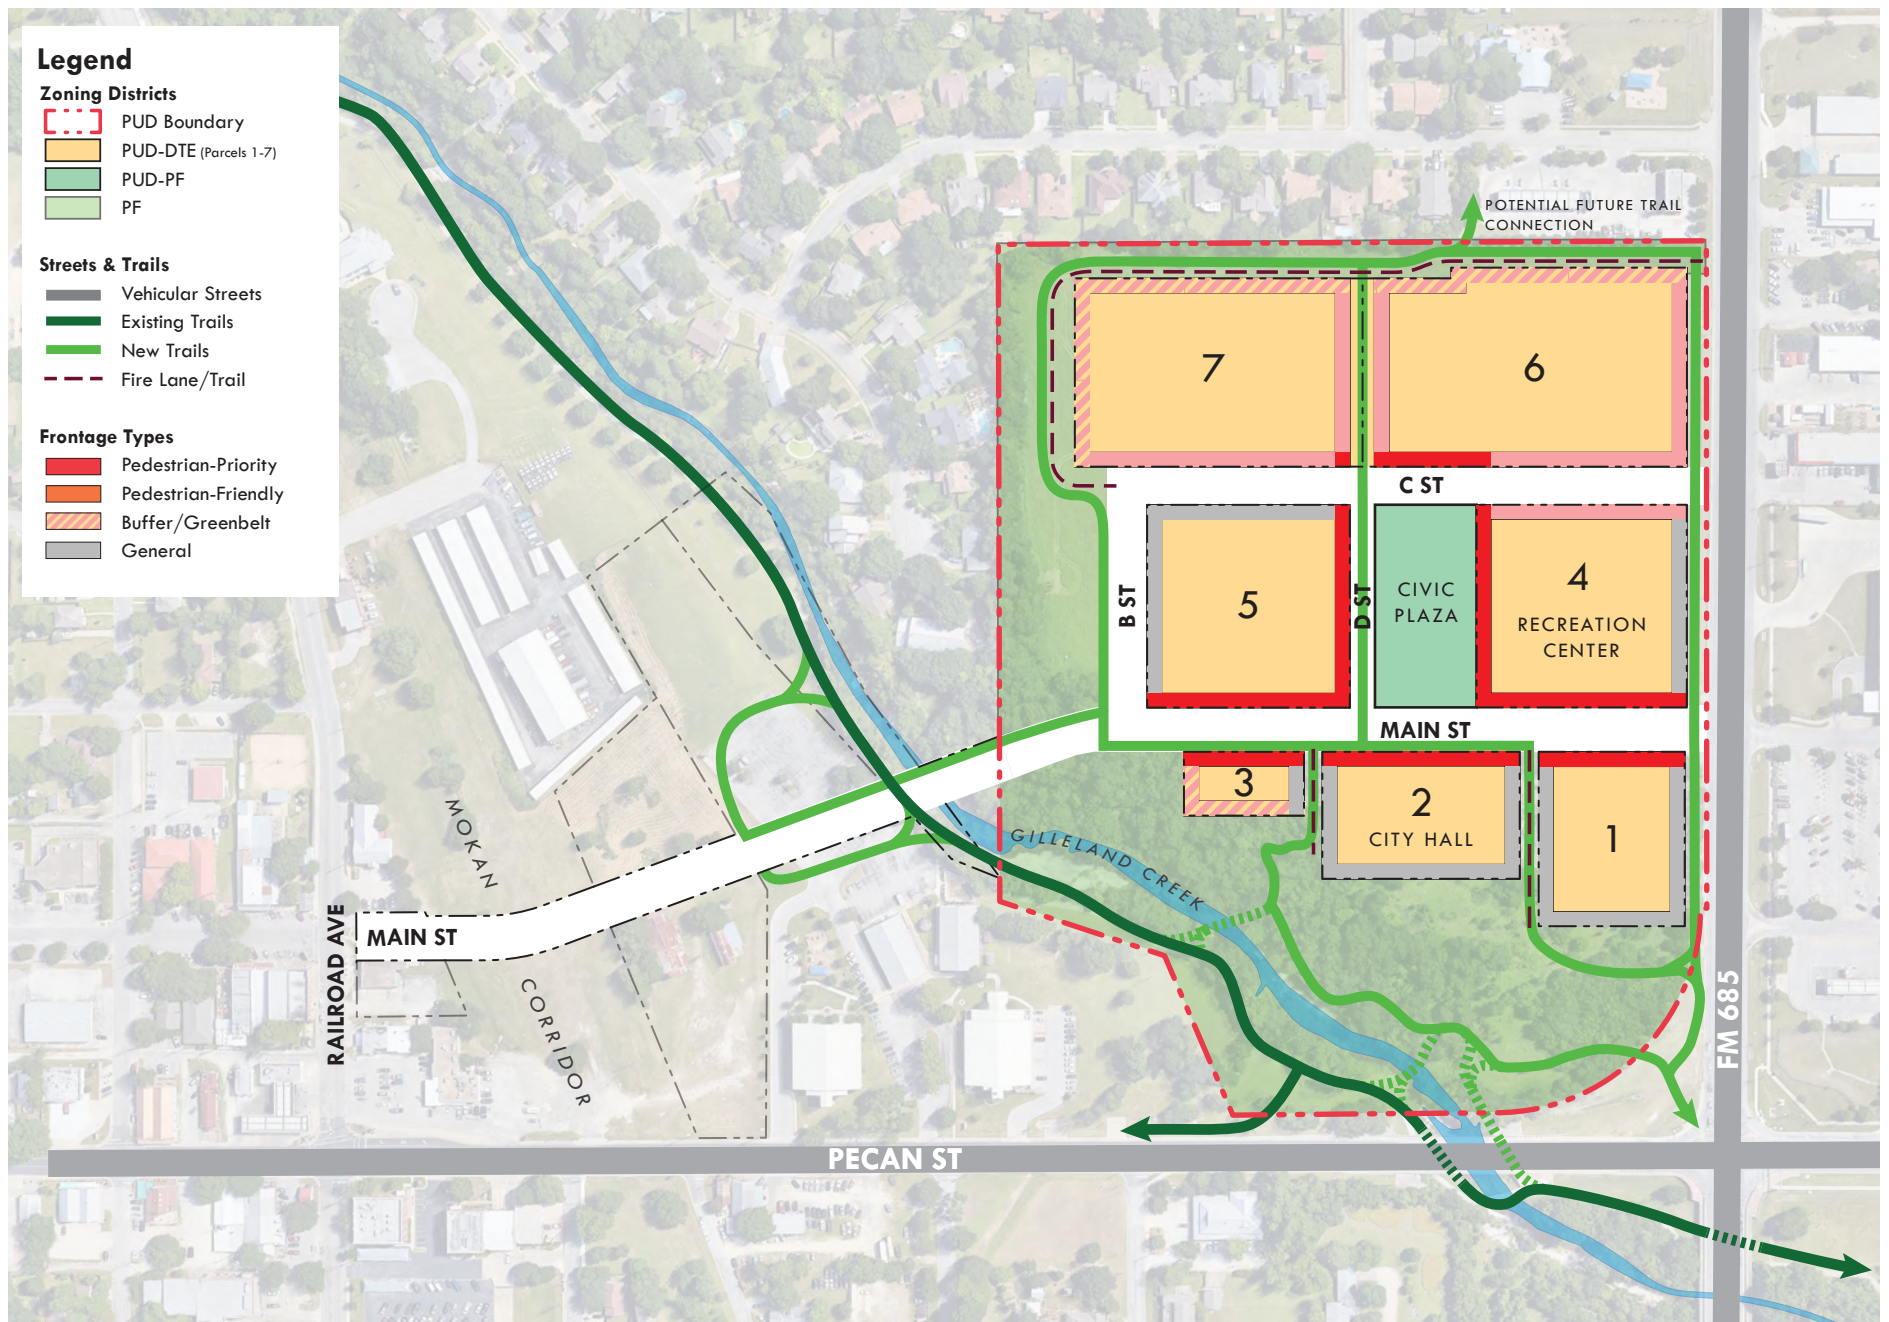 Legend
Zoning Districts
PUD Boundary
PUD-DTE (Parcels 1-7)
PUD-PF
PF
Streets & Trails
Vehicular Streets
Existing Trails
New Trails
Fire Lane/Trail
Frontage Types
Pedestrian-Priority
Pedestrian-Friendly
Buffer/Greenbelt
General
POTENTIAL FUTURE TRAIL
CONNECTION
7
6
C ST
B ST
5
D ST
CIVIC
PLAZA
4
RECREATION
CENTER
MAIN ST
3
2
CITY HALL
1
GILLELAND CREEK
MOKAN
CORRIDOR
RAILROAD AVE
MAIN ST
FM 685
PECAN ST